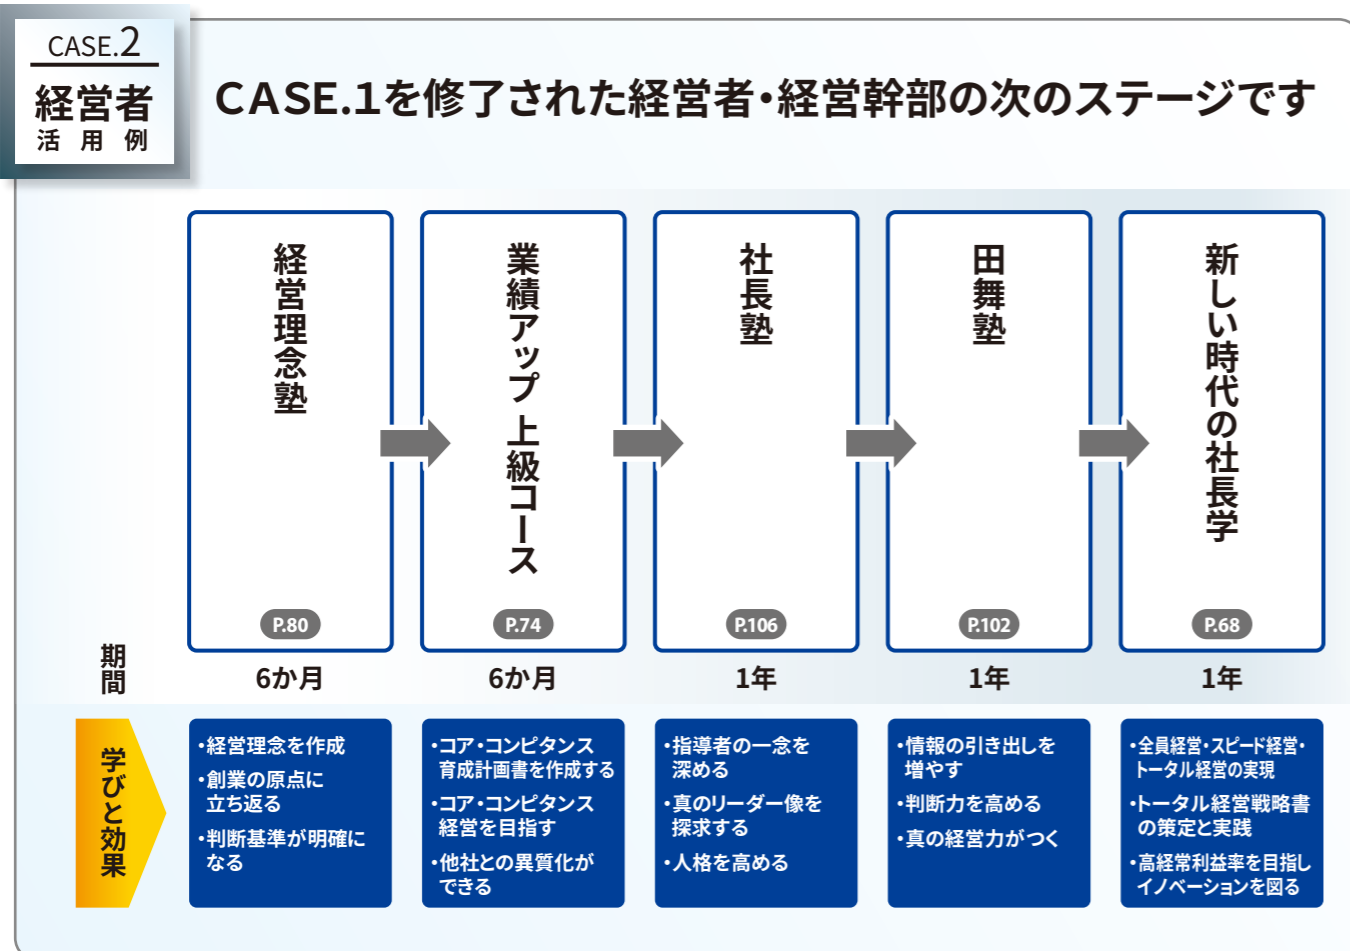 CASE.2
経営者
活用例
CASE.1を修了された経営者・経営幹部の次のステージです
経営理念塾
P.80
業績アップ 上級コース
P.74
社長塾
P.106
田舞塾
P.102
新しい時代の社長学
P.68
期間
6か月
6か月
1年
1年
1年
学びと効果
・経営理念を作成
・創業の原点に
立ち返る
・判断基準が明確に
なる
・コア・コンピタンス
育成計画書を作成する
・コア・コンピタンス
経営を目指す
・他社との異質化が
できる
・指導者の一念を
深める
・真のリーダー像を
探求する
・人格を高める
・情報の引き出しを
増やす
・判断力を高める
・真の経営力がつく
・全員経営・スピード経営・
トータル経営の実現
・トータル経営戦略書
の策定と実践
・高経常利益率を目指し
イノベーションを図る